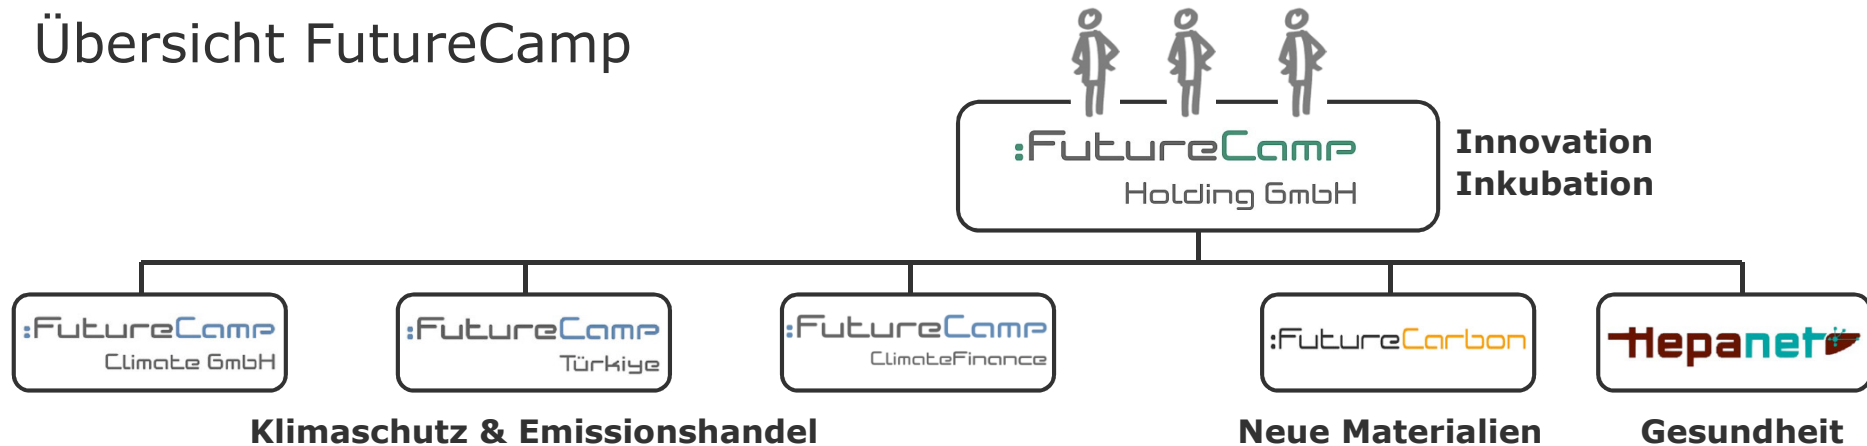 Übersicht FutureCamp
:FutureCamp
Holding GmbH
Innovation
Inkubation
:FutureCamp
Climate GmbH
:FutureCamp
Türkiye
:FutureCamp
ClimateFinance
:FutureCarbon
Hepanet
Klimaschutz & Emissionshandel
Neue Materialien
Gesundheit